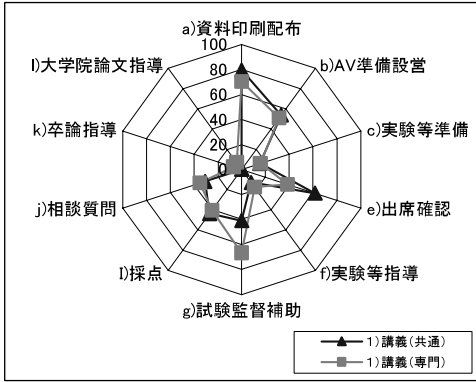 a)資料印刷配布
100
l)大学院論文指導
b)AV準備設営
80
60
40
k)卒論指導
c)実験等準備
20
0
j)相談質問
e)出席確認
I)採点
f)実験等指導
g)試験監督補助
1)講義(共通)
1)講義(専門)